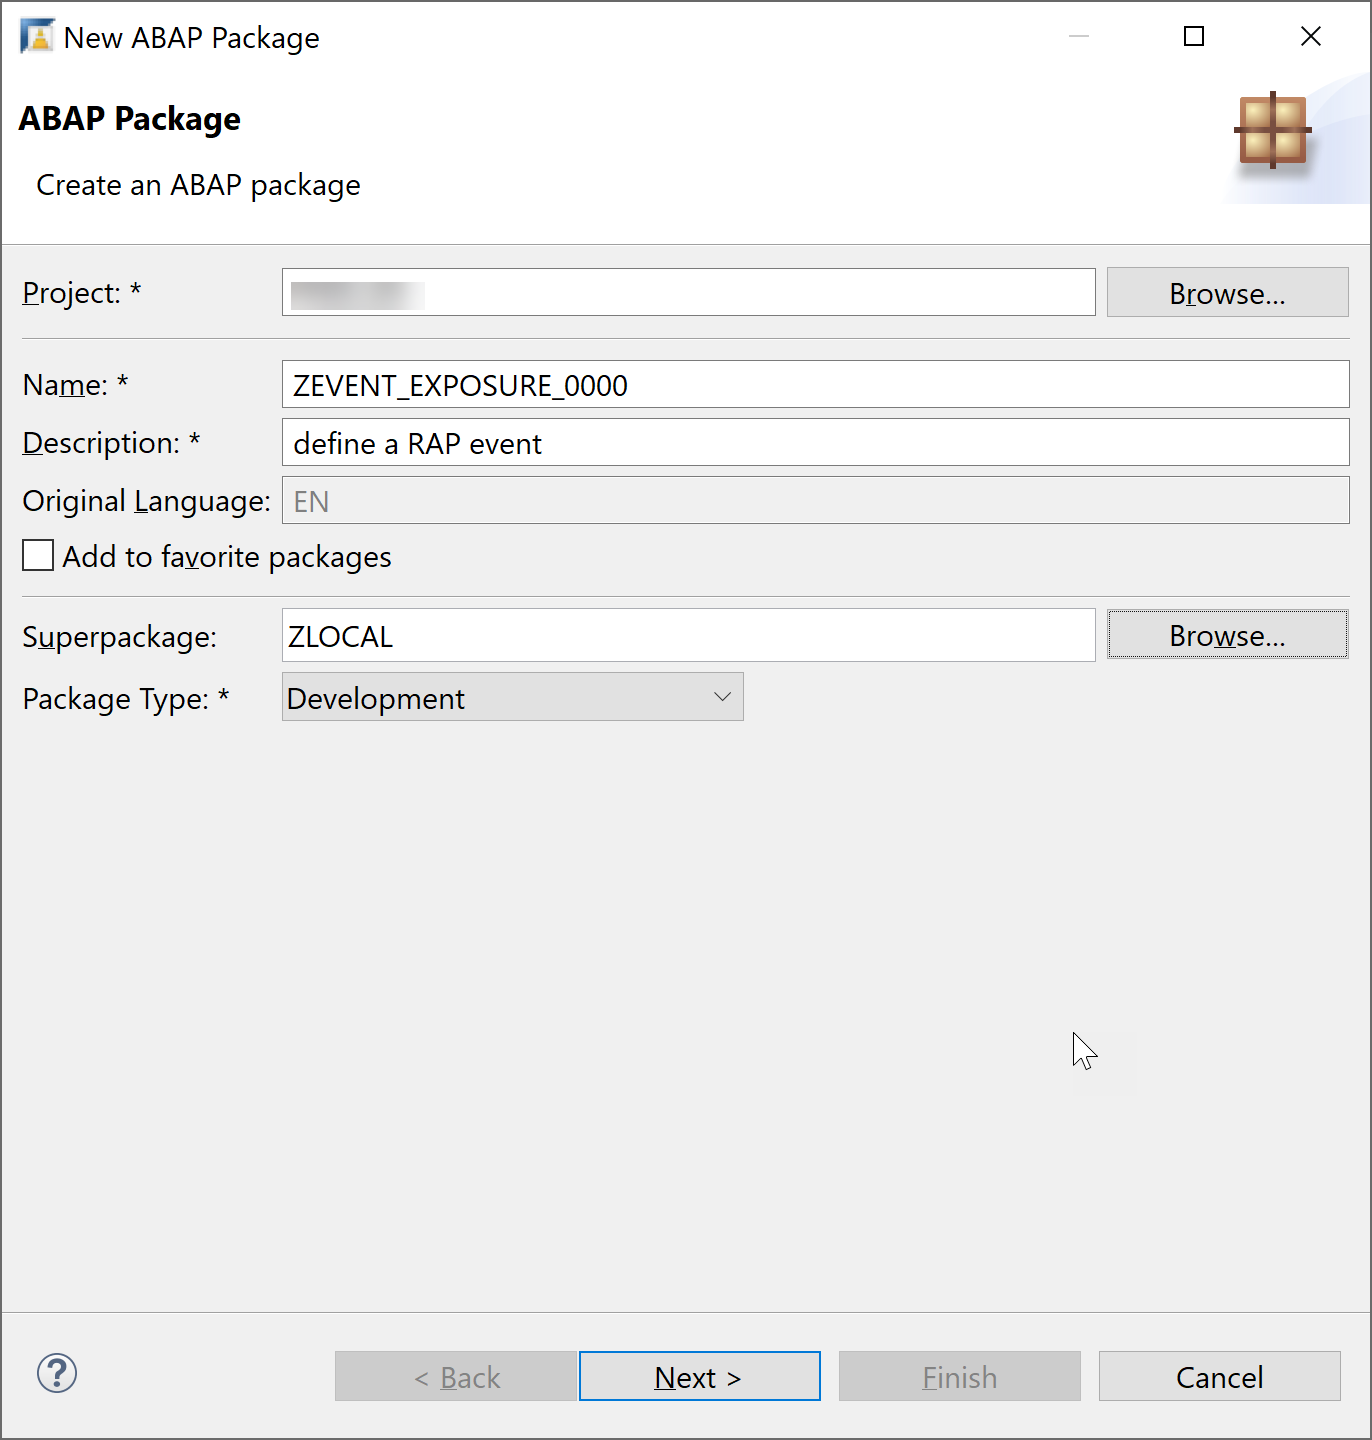 New ABAP Package
ABAP Package
Create an ABAP package
Project: *
Browse...
Name: * ZEVENT_EXPOSURE_0000
Description: * define a RAP event
Original Language: EN
Add to favorite packages
Superpackage: ZLOCAL Browse...
Package Type: * Development
? < Back Next > Finish Cancel